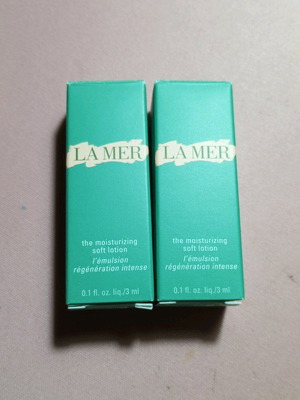 LA MER
the moisturizing
soft lotion
l'émulsion
régénération intense
0.1 fl. oz. liq./3 ml
LA MER
the moisturizing
soft lotion
l'émulsion
régénération intense
0.1 fl. oz. liq./3 ml